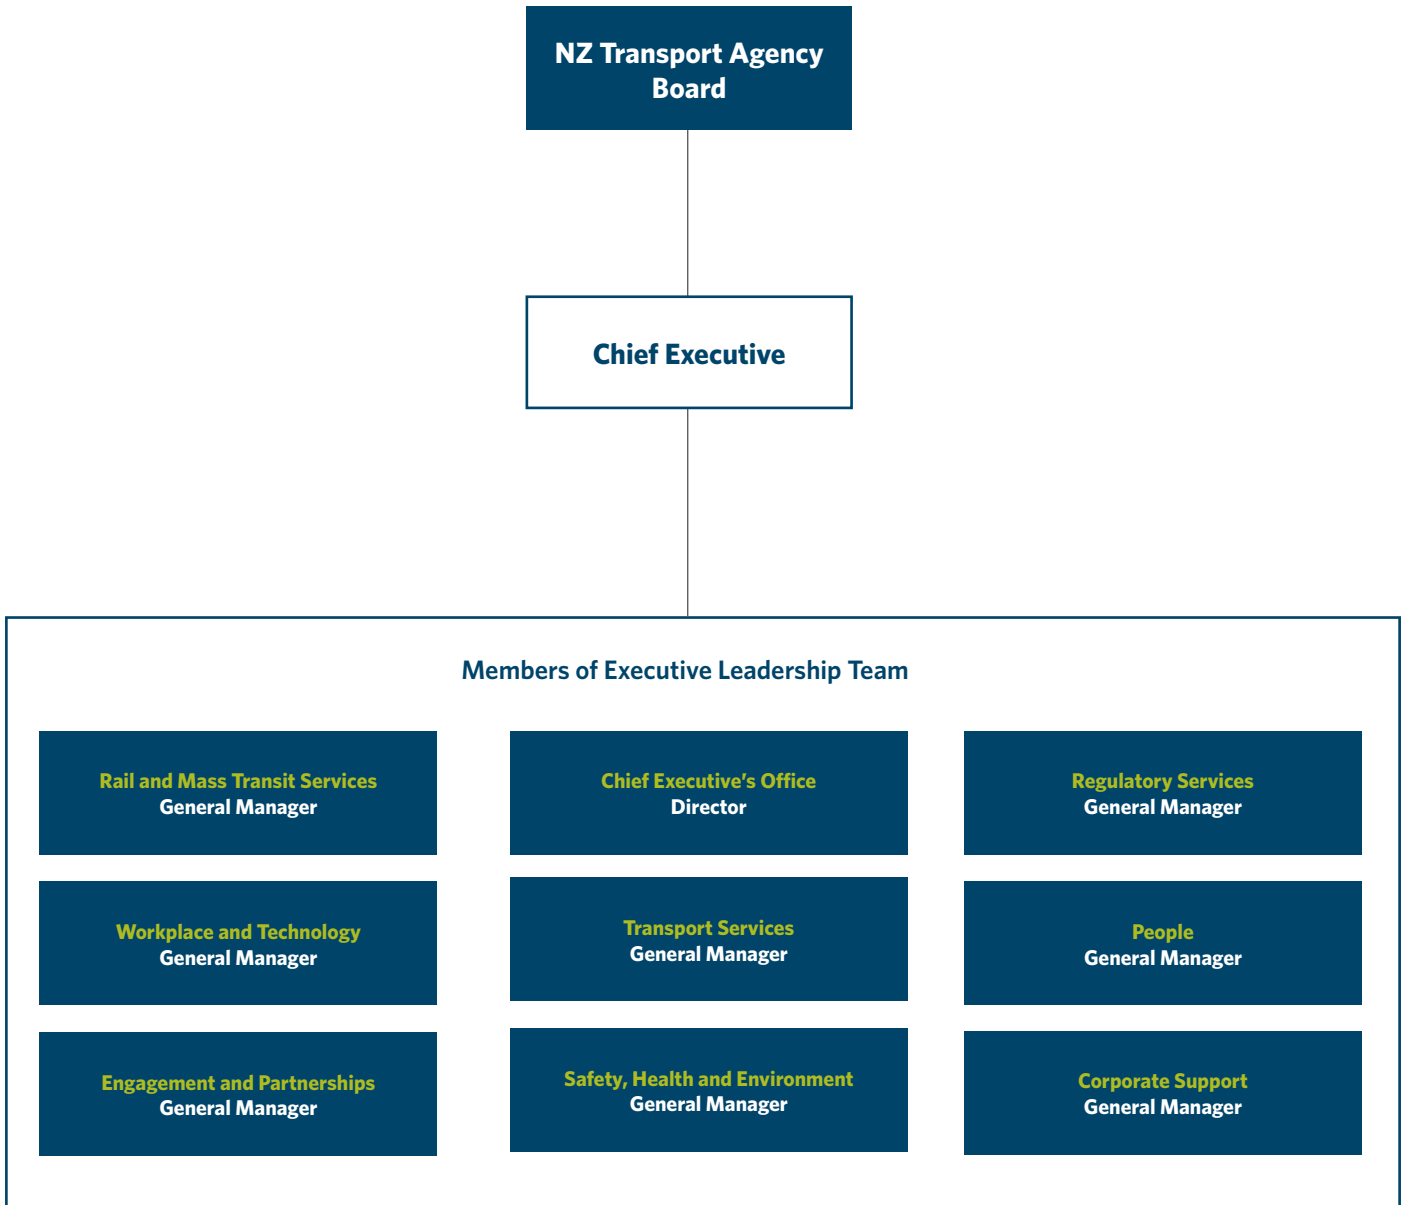 NZ Transport Agency
Board
Chief Executive
Members of Executive Leadership Team
Rail and Mass Transit Services
General Manager
Chief Executive's Office
Director
Regulatory Services
General Manager
Workplace and Technology
General Manager
Transport Services
General Manager
People
General Manager
Engagement and Partnerships
General Manager
Safety, Health and Environment
General Manager
Corporate Support
General Manager